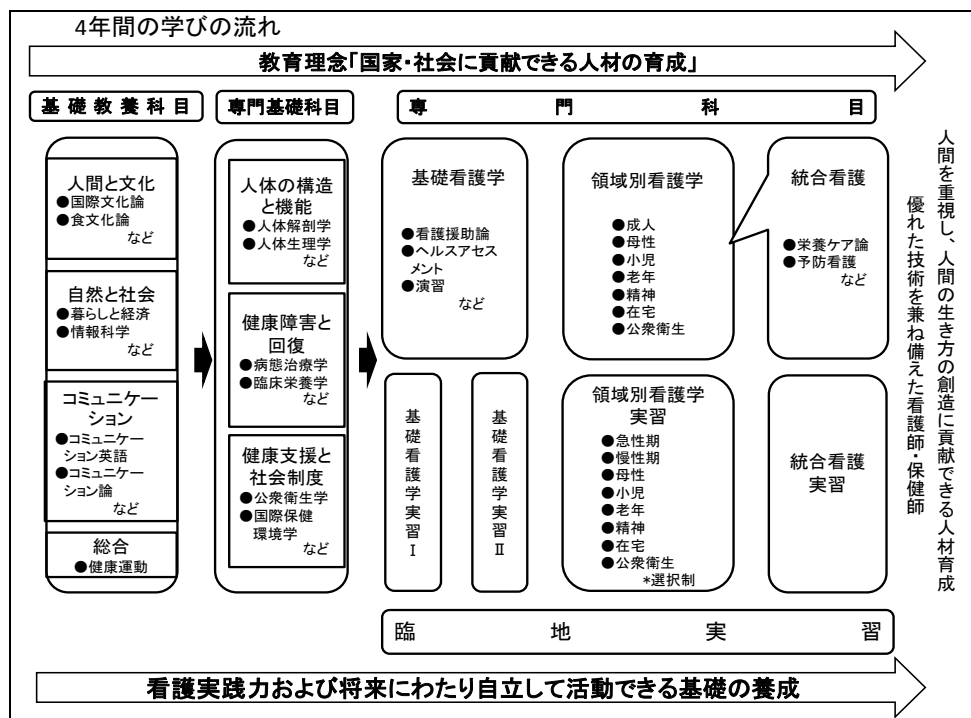 4年間の学びの流れ
教育理念「国家・社会に貢献できる人材の育成」
基礎教養科目
専門基礎科目
専門科目
人間と文化
●国際文化論
●食文化論
など
自然と社会
●暮らしと経済
●情報科学
など
コミュニケー
ション
●コミュニケー
ション英語
●コミュニケー
ション論
など
総合
●健康運動
人体の構造
と機能
●人体解剖学
●人体生理学
など
健康障害と
回復
●病態治療学
●臨床栄養学
など
健康支援と
社会制度
●公衆衛生学
●国際保健
環境学
など
基礎看護学
●看護援助論
●ヘルスアセス
メント
●演習
など
領域別看護学
●成人
●母性
●小児
●老年
●精神
●在宅
●公衆衛生
統合看護
●栄養ケア論
●予防看護
など
基礎看護学実習Ⅰ
基礎看護学実習Ⅱ
領域別看護学
実習
●急性期
●慢性期
●母性
●小児
●老年
●精神
●在宅
●公衆衛生
*選択制
統合看護
実習
臨地実習
人間を重視し、人間の生き方の創造に貢献できる人材育成
優れた技術を兼ね備えた看護師・保健師
看護実践力および将来にわたり自立して活動できる基礎の養成